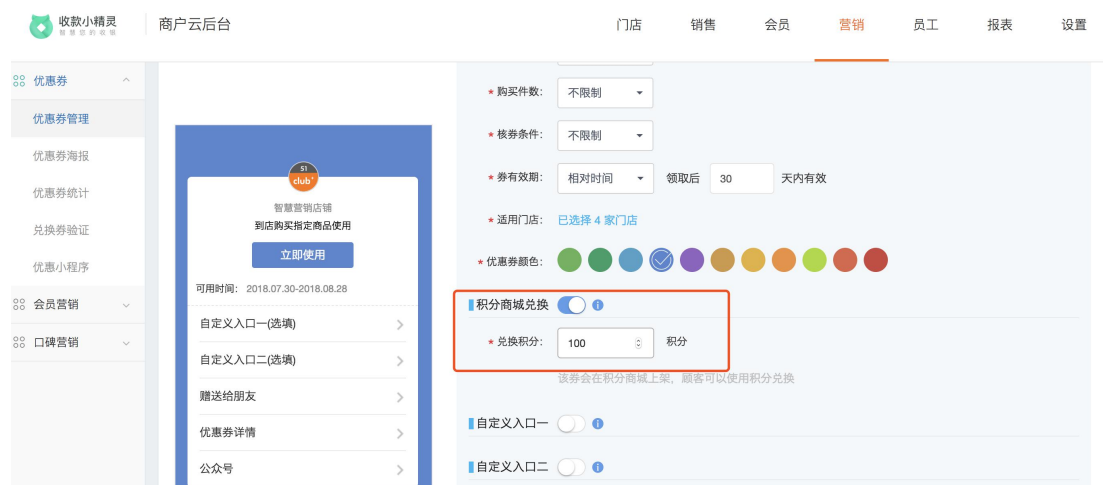 收款小精灵
智慧您的收银
商户云后台
门店
销售
会员
营销
员工
报表
设置
优惠券
优惠券管理
优惠券海报
优惠券统计
兑换券验证
优惠小程序
会员营销
口碑营销
S1
club
智慧营销店铺
到店购买指定商品使用
立即使用
可用时间: 2018.07.30-2018.08.28
自定义入口一(选填)
自定义入口二(选填)
赠送给朋友
优惠券详情
公众号
* 购买件数: 不限制
* 核券条件: 不限制
* 券有效期: 相对时间 领取后 30 天内有效
* 适用门店: 已选择 4 家门店
* 优惠券颜色:
积分商城兑换
* 兑换积分: 100 积分
该券会在积分商城上架，顾客可以使用积分兑换
自定义入口一
自定义入口二